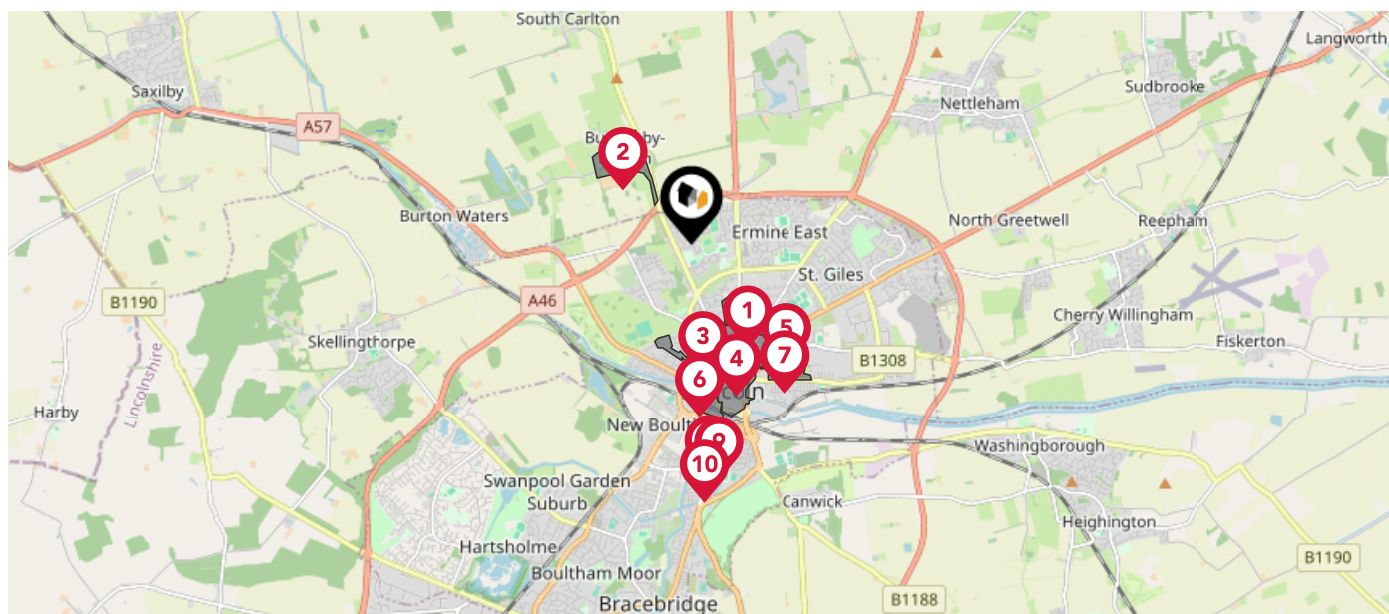 South Carlton
Langworth
Saxilby
Sudbrooke
Nettleham
A57
2
Burton Waters
North Greetwell
Reepham
Ermine East
St. Giles
B1190
A46
1
Cherry Willingham
5
3
Skellingthorpe
Fiskerton
4
7
B1308
6
Lincolnshire
Harby
New Boult
9
Washingborough
10
Swanpool Garden
Suburb
Canwick
Heighington
Hartsholme
B1190
Boultham Moor
Bracebridge
B1188